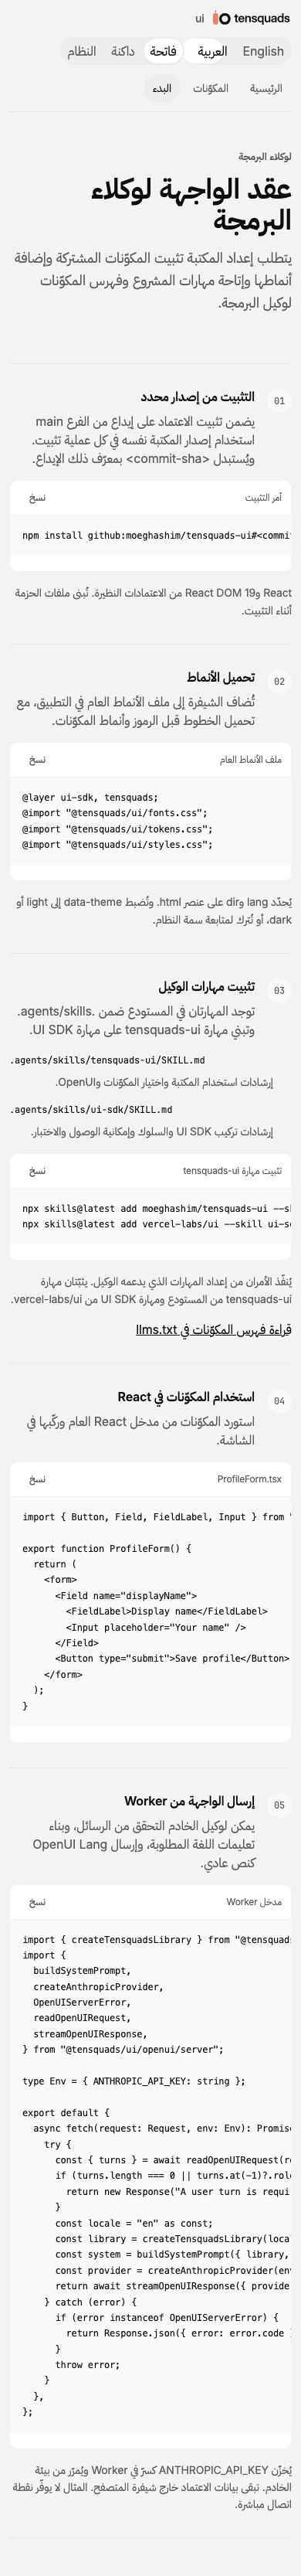 tensquads ui
English العربية فاتحة داكنة النظام
الرئيسية المكوّنات البدء
لوكلاء البرمجة
عقد الواجهة لوكلاء
البرمجة
يتطلب إعداد المكتبة تثبيت المكوّنات المشتركة وإضافة
أنماطها وإتاحة مهارات المشروع وفهرس المكوّنات
لوكيل البرمجة.
01
التثبيت من إصدار محدد
يضمن تثبيت الاعتماد على إيداع من الفرع main
استخدام إصدار المكتبة نفسه في كل عملية تثبيت.
ويُستبدل <commit-sha> بمعرّف ذلك الإيداع.
أمر التثبيت نسخ
npm install github:moeghashim/tensquads-ui#<commi
React وReact DOM 19 من الاعتمادات النظيرة. تُبنى ملفات الحزمة
أثناء التثبيت.
02
تحميل الأنماط
تُضاف الشيفرة إلى ملف الأنماط العام في التطبيق، مع
تحميل الخطوط قبل الرموز وأنماط المكوّنات.
ملف الأنماط العام نسخ
@layer ui-sdk, tensquads;
@import "@tensquads/ui/fonts.css";
@import "@tensquads/ui/tokens.css";
@import "@tensquads/ui/styles.css";
يُحدَّد lang وdir على عنصر html. وتُضبط data-theme إلى light أو
dark، أو تُترك لمتابعة سمة النظام.
03
تثبيت مهارات الوكيل
توجد المهارتان في المستودع ضمن .agents/skills.
وتبني مهارة tensquads-ui على مهارة UI SDK.
.agents/skills/tensquads-ui/SKILL.md
إرشادات استخدام المكتبة واختيار المكوّنات وOpenUI.
.agents/skills/ui-sdk/SKILL.md
إرشادات تركيب UI SDK والسلوك وإمكانية الوصول والاختبار.
تثبيت مهارة tensquads-ui نسخ
npx skills@latest add moeghashim/tensquads-ui --sk
npx skills@latest add vercel-labs/ui --skill ui-s
يُنفَّذ الأمران من إعداد المهارات الذي يدعمه الوكيل. يثبّتان مهارة
tensquads-ui من المستودع ومهارة UI SDK من vercel-labs/ui.
قراءة فهرس المكوّنات في llms.txt
04
استخدام المكوّنات في React
استورد المكوّنات من مدخل React العام وركّبها في
الشاشة.
ProfileForm.tsx نسخ
import { Button, Field, FieldLabel, Input } from "
export function ProfileForm() {
return (
<form>
<Field name="displayName">
<FieldLabel>Display name</FieldLabel>
<Input placeholder="Your name" />
</Field>
<Button type="submit">Save profile</Button>
</form>
);
}
05
إرسال الواجهة من Worker
يمكن لوكيل الخادم التحقق من الرسائل، وبناء
تعليمات اللغة المطلوبة، وإرسال OpenUI Lang
كنص عادي.
مدخل Worker نسخ
import { createTensquadsLibrary } from "@tensquads
import {
buildSystemPrompt,
createAnthropicProvider,
OpenUIServerError,
readOpenUIRequest,
streamOpenUIResponse,
} from "@tensquads/ui/openui/server";
type Env = { ANTHROPIC_API_KEY: string };
export default {
async fetch(request: Request, env: Env): Promise
try {
const { turns } = await readOpenUIRequest(re
if (turns.length === 0 || turns.at(-1)?.role
return new Response("A user turn is requi
}
const locale = "en" as const;
const library = createTensquadsLibrary(loca
const system = buildSystemPrompt({ library,
const provider = createAnthropicProvider(env
return await streamOpenUIResponse({ provide
} catch (error) {
if (error instanceof OpenUIServerError) {
return Response.json({ error: error.code }
}
throw error;
}
},
};
يُخزَّن ANTHROPIC_API_KEY كسرّ في Worker ويُمرَّر من بيئة
الخادم. تبقى بيانات الاعتماد خارج شيفرة المتصفح. المثال لا يوفّر نقطة
اتصال مباشرة.